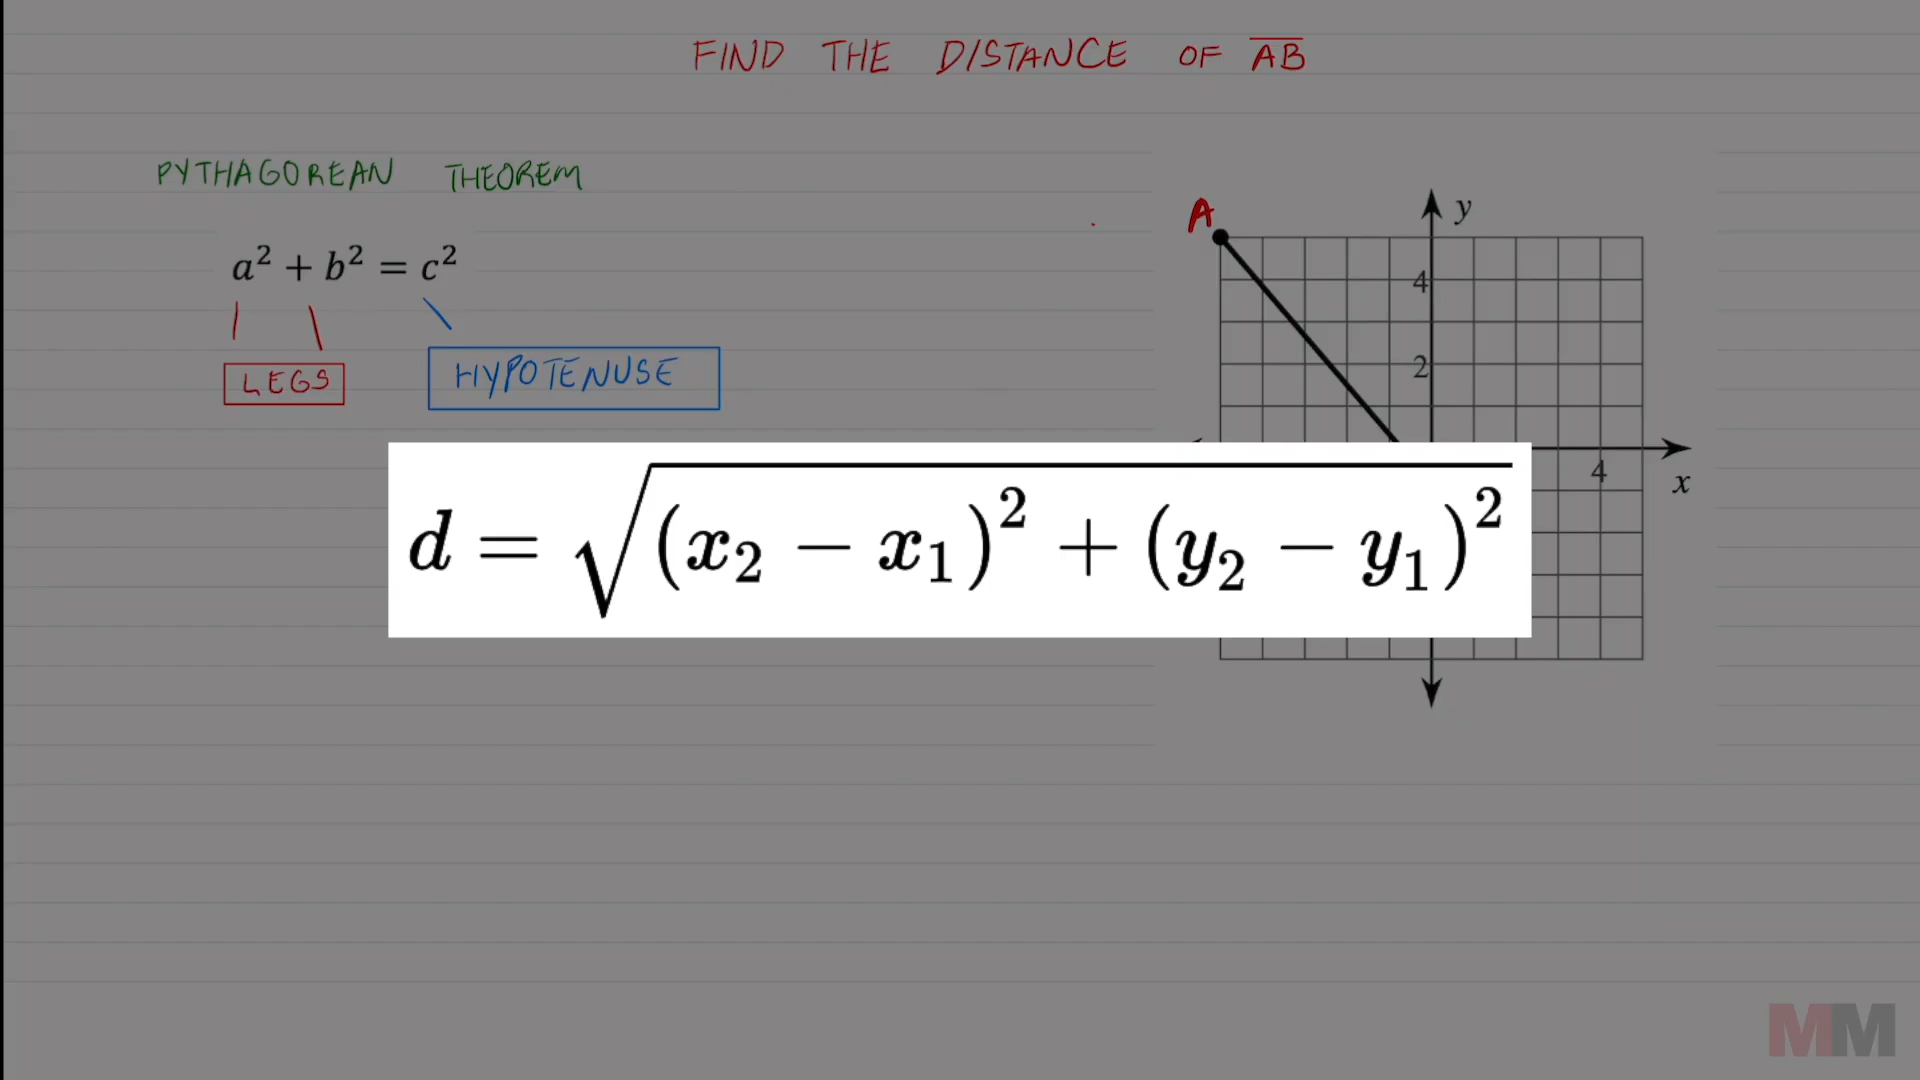 FIND THE DISTANCE OF A̅B̅
PYTHAGOREAN THEOREM
a² + b² = c²
LEGS
HYPOTENUSE
A
y
4
2
4
x
d = √((x₂ − x₁)² + (y₂ − y₁)²)
MM